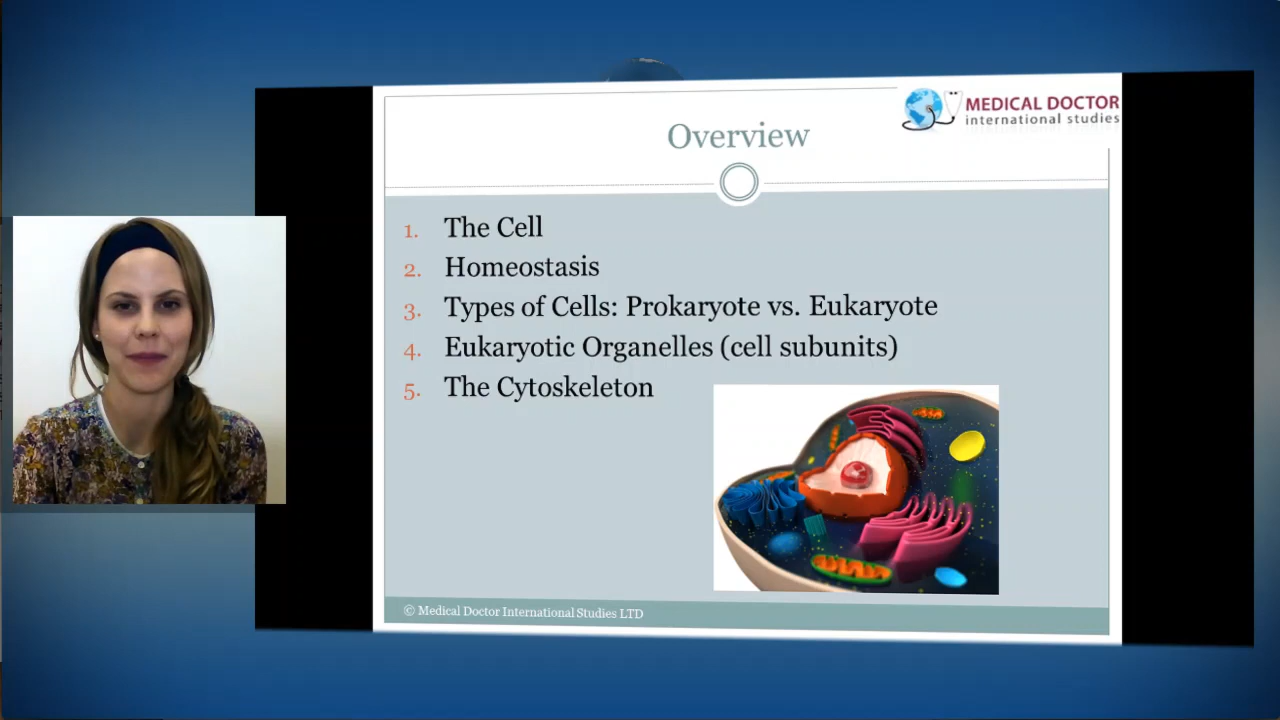 MEDICAL DOCTOR
international studies
Overview
1. The Cell
2. Homeostasis
3. Types of Cells: Prokaryote vs. Eukaryote
4. Eukaryotic Organelles (cell subunits)
5. The Cytoskeleton
© Medical Doctor International Studies LTD